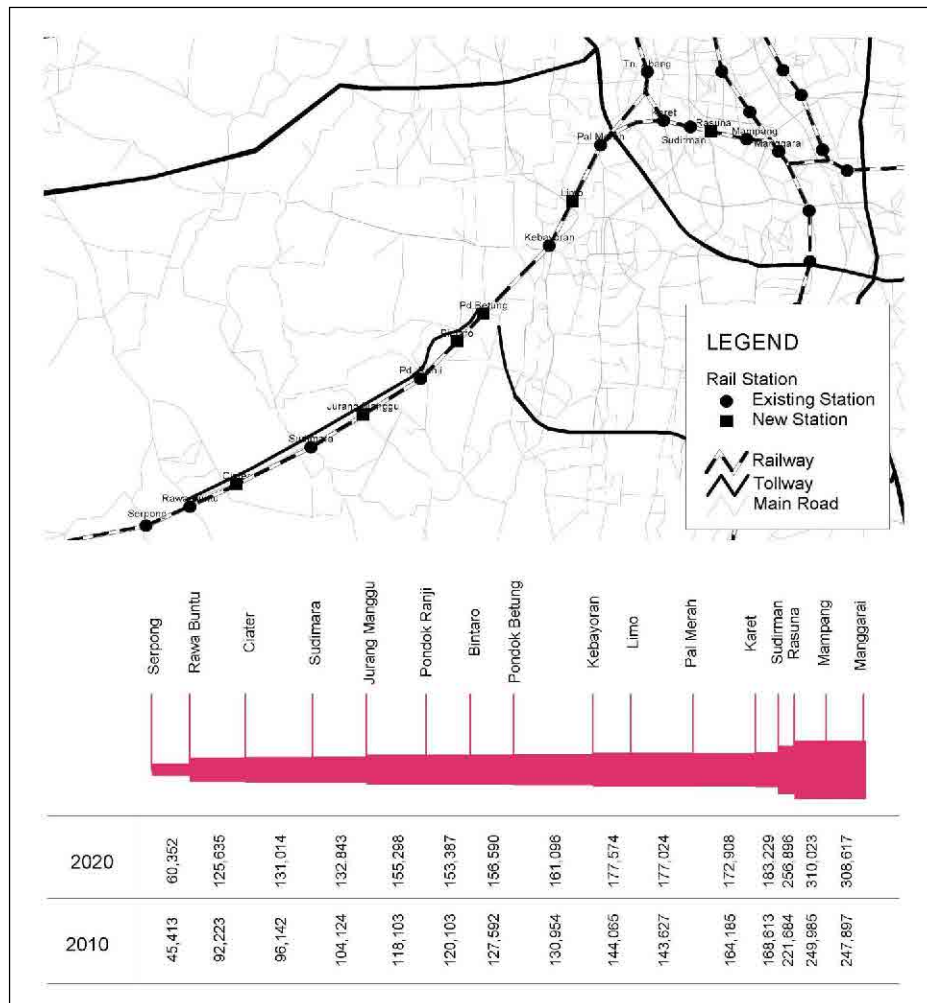 Tn. Abang
Karet
Rasuna
Mampang
Pal Merah
Sudirman
Manggarai
Limo
Kebayoran
Pd Betung
Bintaro
Pd. Ranji
Jurang Manggu
Sudimara
Ciater
Rawa Buntu
Serpong
LEGEND
Rail Station
Existing Station
New Station
Railway
Tollway
Main Road
Serpong
Rawa Buntu
Ciater
Sudimara
Jurang Manggu
Pondok Ranji
Bintaro
Pondok Betung
Kebayoran
Limo
Pal Merah
Karet
Sudirman
Rasuna
Mampang
Manggarai
2020 60,352 125,635 131,014 132,843 155,298 153,387 156,590 161,096 177,574 177,024 172,908 183,229 256,896 310,023 308,617
2010 45,413 92,223 96,142 104,124 118,103 120,103 127,592 130,954 144,065 143,627 164,185 168,613 221,684 249,985 247,897